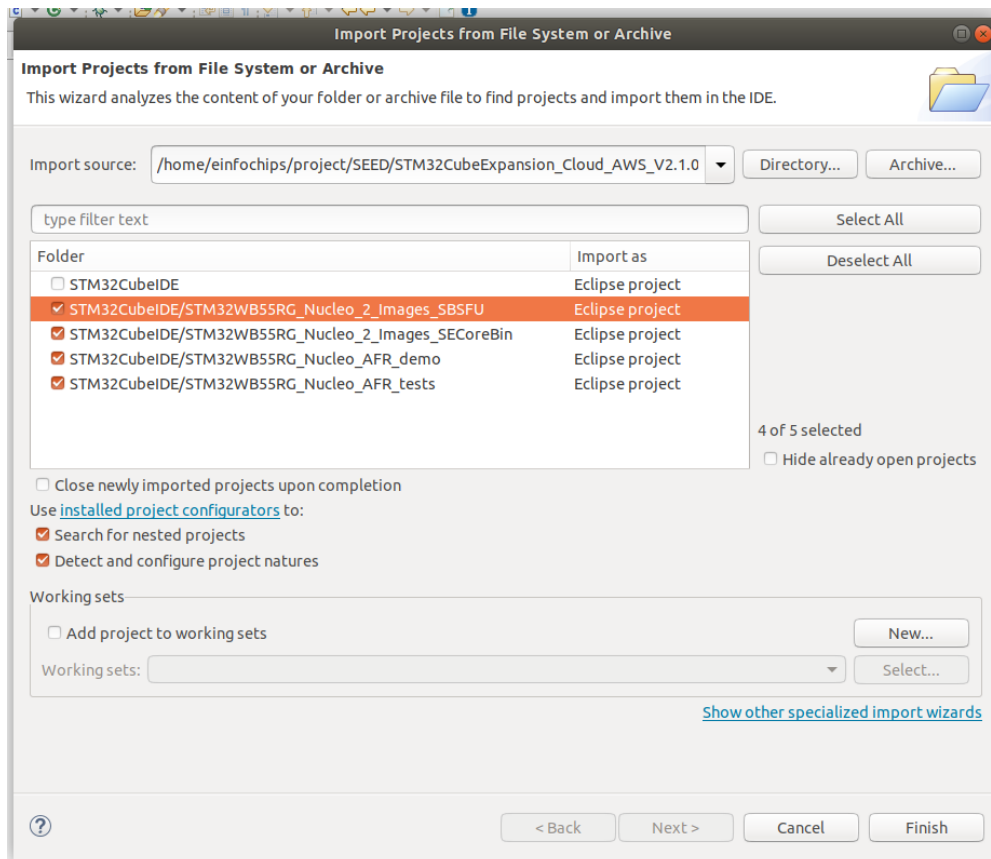 Import Projects from File System or Archive
Import Projects from File System or Archive
This wizard analyzes the content of your folder or archive file to find projects and import them in the IDE.
Import source: /home/einfochips/project/SEED/STM32CubeExpansion_Cloud_AWS_V2.1.0 Directory... Archive...
type filter text Select All
Folder Import as Deselect All
STM32CubeIDE Eclipse project
STM32CubeIDE/STM32WB55RG_Nucleo_2_Images_SBSFU Eclipse project
STM32CubeIDE/STM32WB55RG_Nucleo_2_Images_SECoreBin Eclipse project
STM32CubeIDE/STM32WB55RG_Nucleo_AFR_demo Eclipse project
STM32CubeIDE/STM32WB55RG_Nucleo_AFR_tests Eclipse project
4 of 5 selected
Hide already open projects
Close newly imported projects upon completion
Use installed project configurators to:
Search for nested projects
Detect and configure project natures
Working sets
Add project to working sets New...
Working sets: Select...
Show other specialized import wizards
? < Back Next > Cancel Finish